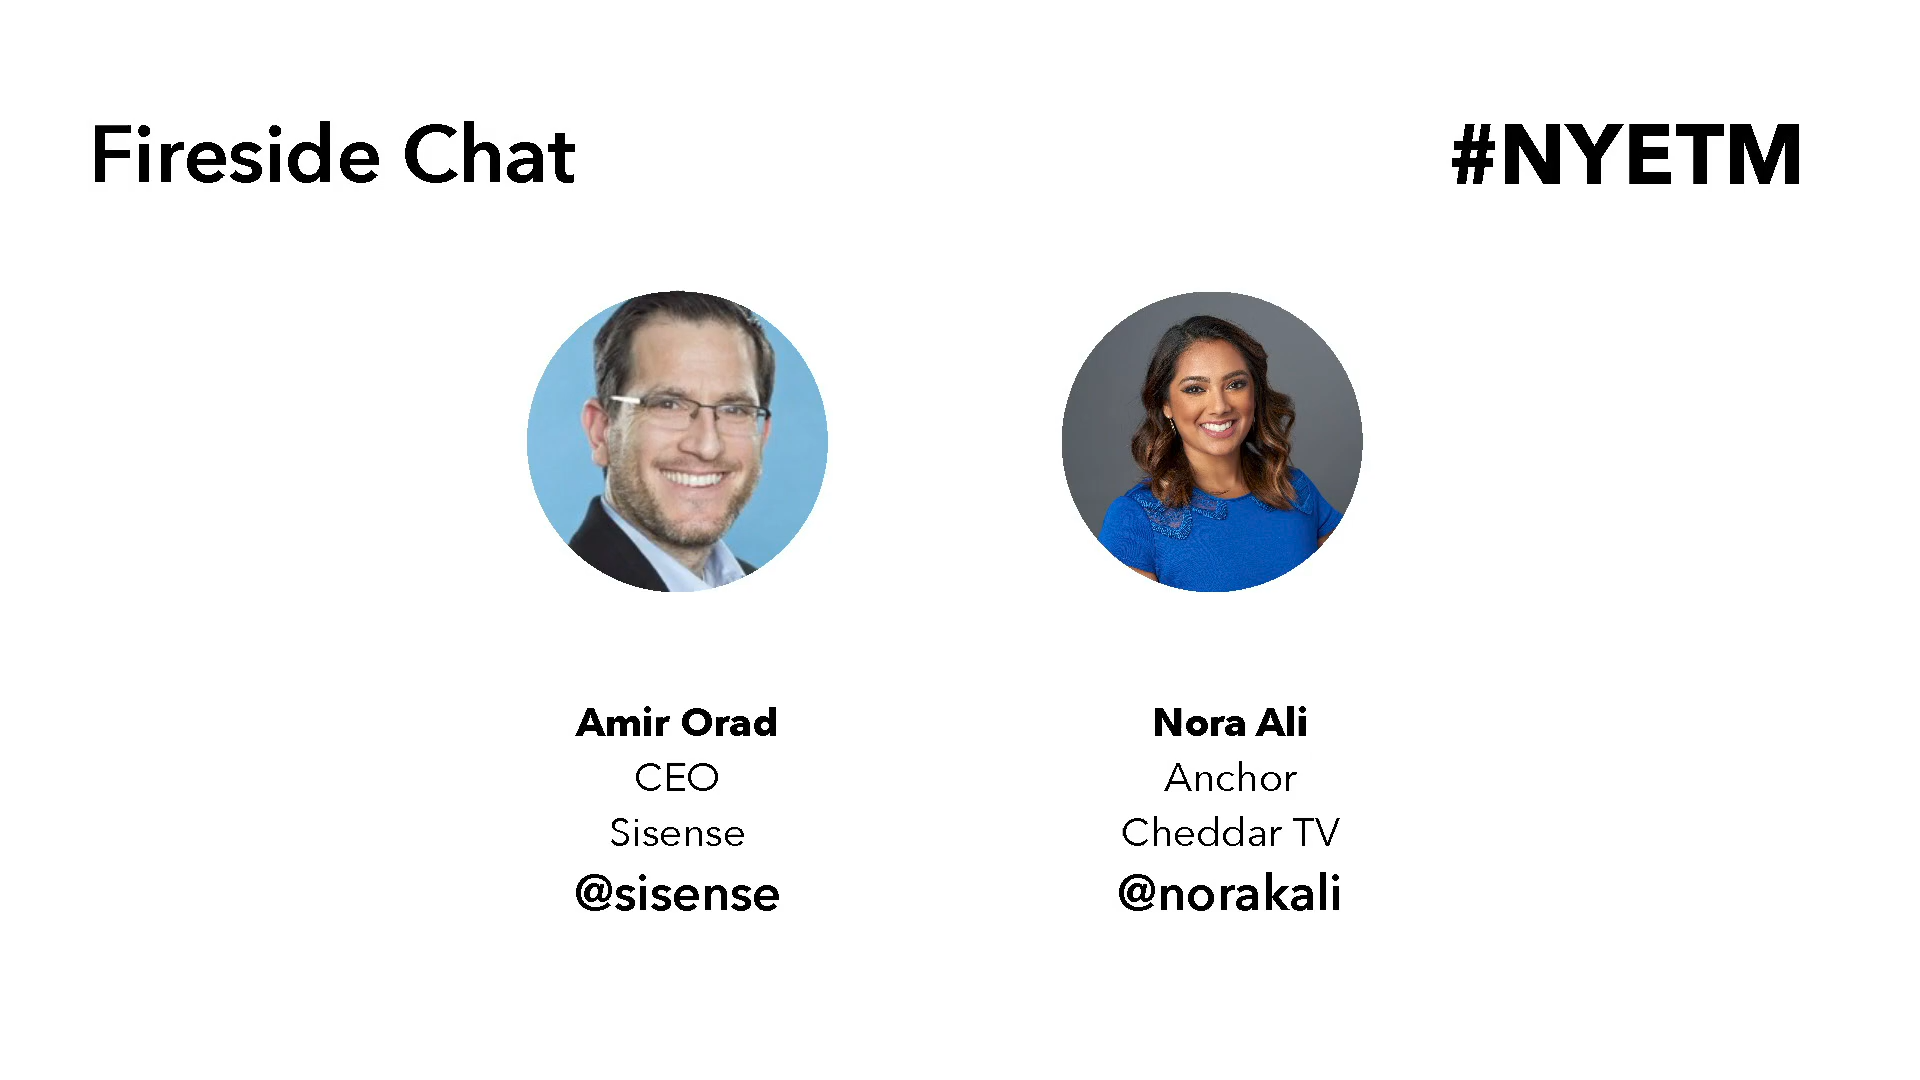 Fireside Chat
#NYETM
Amir Orad
CEO
Sisense
@sisense
Nora Ali
Anchor
Cheddar TV
@norakali